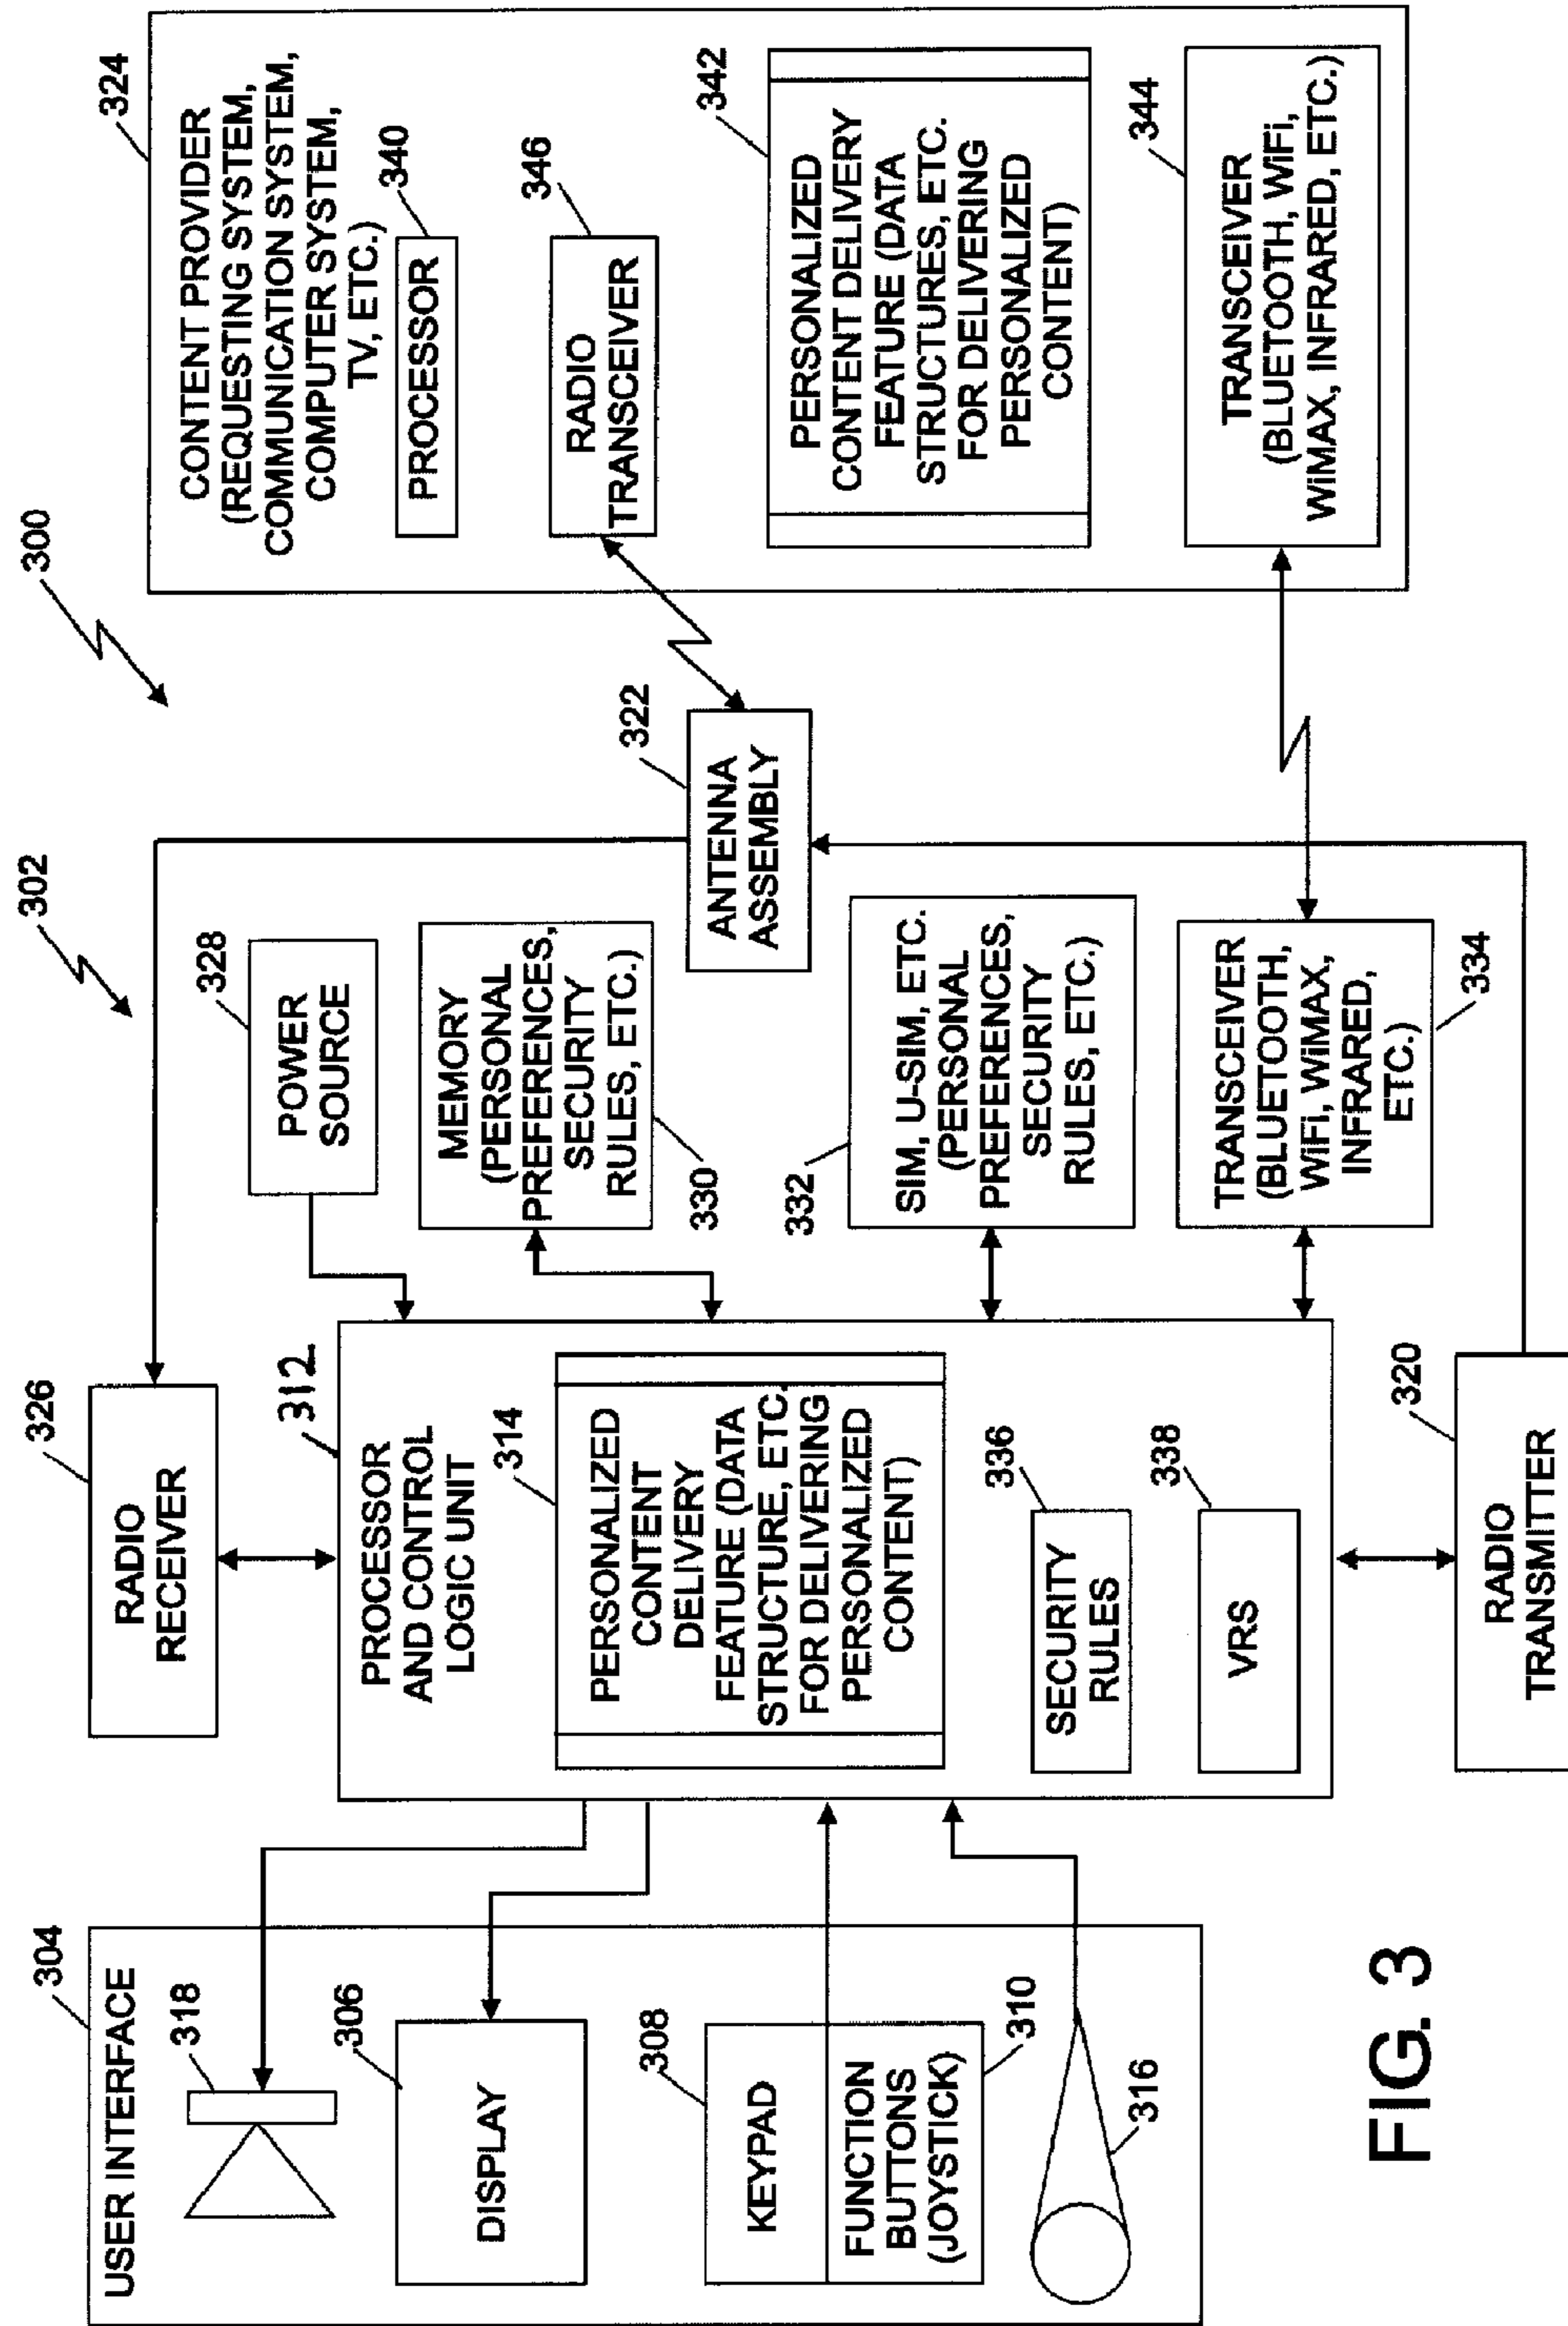 300
302
304
USER INTERFACE
318
306
DISPLAY
308
KEYPAD
FUNCTION
BUTTONS
(JOYSTICK)
310
316
326
RADIO
RECEIVER
312
PROCESSOR
AND CONTROL
LOGIC UNIT
314
PERSONALIZED
CONTENT
DELIVERY
FEATURE (DATA
STRUCTURE, ETC.
FOR DELIVERING
PERSONALIZED
CONTENT)
336
SECURITY
RULES
338
VRS
320
RADIO
TRANSMITTER
328
POWER
SOURCE
MEMORY
(PERSONAL
PREFERENCES,
SECURITY
RULES, ETC.)
330
332
SIM, U-SIM, ETC.
(PERSONAL
PREFERENCES,
SECURITY
RULES, ETC.)
TRANSCEIVER
(BLUETOOTH,
WiFi, WiMAX,
INFRARED,
ETC.)
334
322
ANTENNA
ASSEMBLY
324
CONTENT PROVIDER
(REQUESTING SYSTEM,
COMMUNICATION SYSTEM,
COMPUTER SYSTEM,
TV, ETC.)
340
PROCESSOR
346
RADIO
TRANSCEIVER
342
PERSONALIZED
CONTENT DELIVERY
FEATURE (DATA
STRUCTURES, ETC.
FOR DELIVERING
PERSONALIZED
CONTENT)
344
TRANSCEIVER
(BLUETOOTH, WiFi,
WiMAX, INFRARED, ETC.)
FIG. 3